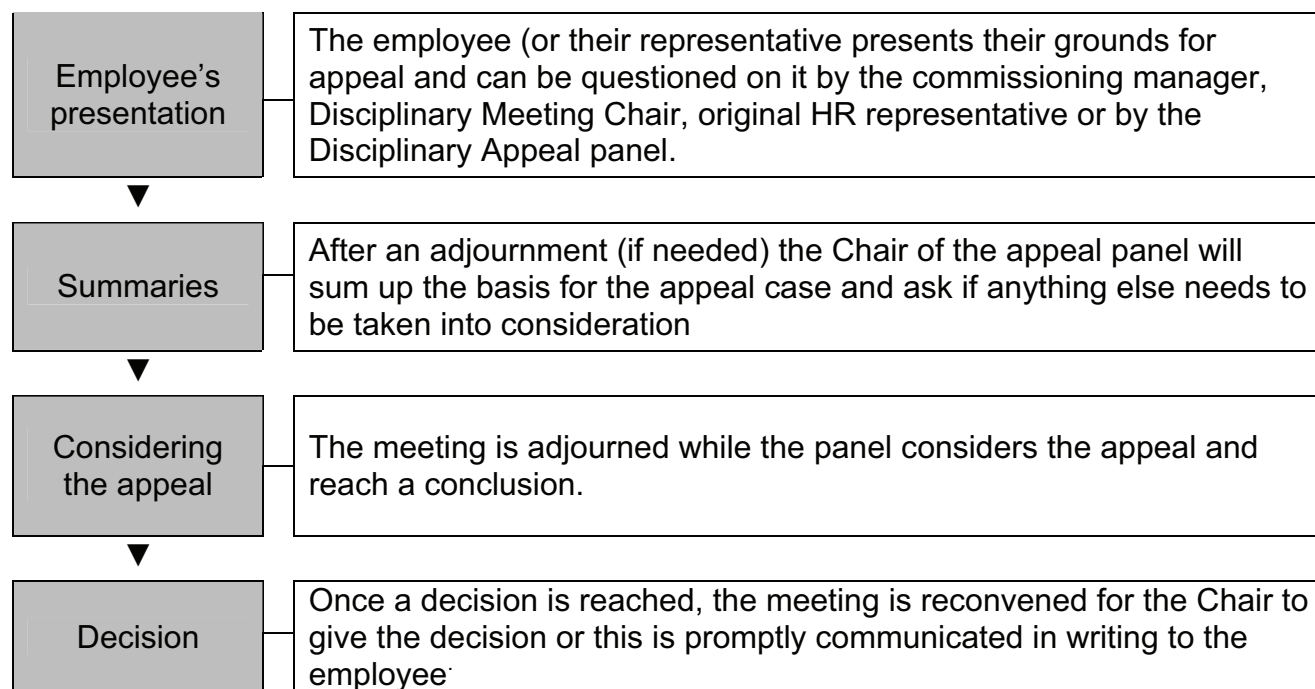 Employee’s
presentation
The employee (or their representative presents their grounds for
appeal and can be questioned on it by the commissioning manager,
Disciplinary Meeting Chair, original HR representative or by the
Disciplinary Appeal panel.
Summaries
After an adjournment (if needed) the Chair of the appeal panel will
sum up the basis for the appeal case and ask if anything else needs to
be taken into consideration
Considering
the appeal
The meeting is adjourned while the panel considers the appeal and
reach a conclusion.
Decision
Once a decision is reached, the meeting is reconvened for the Chair to
give the decision or this is promptly communicated in writing to the
employee.